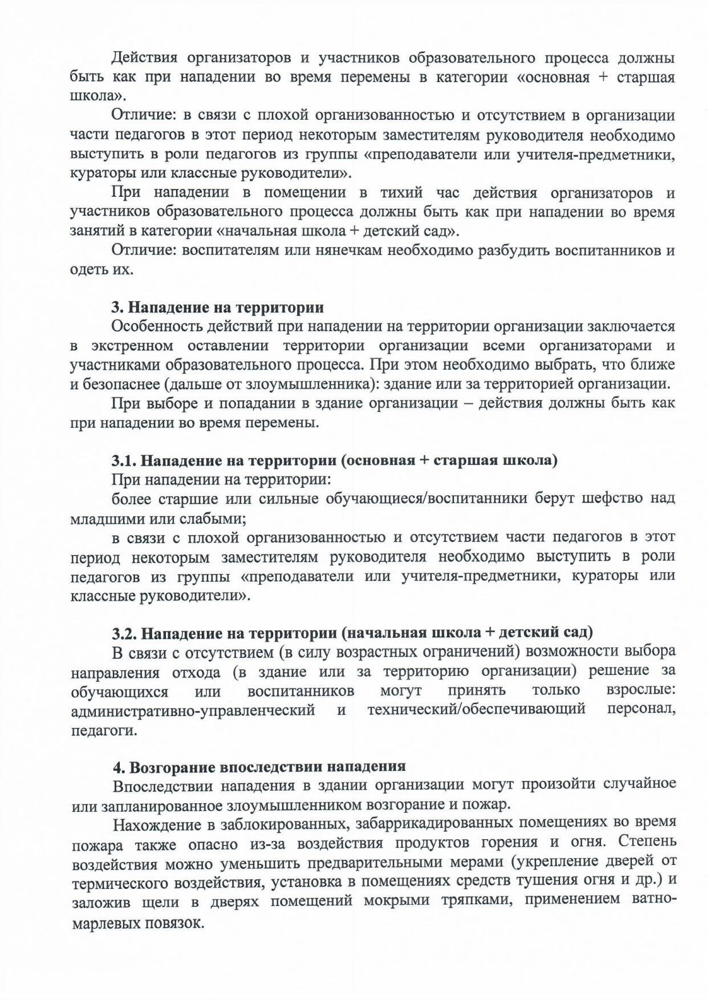 Действия организаторов и участников образовательного процесса должны
быть как при нападении во время перемены в категории «основная + старшая
школа».
Отличие: в связи с плохой организованностью и отсутствием в организации
части педагогов в этот период некоторым заместителям руководителя необходимо
выступить в роли педагогов из группы «преподаватели или учителя-предметники,
кураторы или классные руководители».
При нападении в помещении в тихий час действия организаторов и
участников образовательного процесса должны быть как при нападении во время
занятий в категории «начальная школа + детский сад».
Отличие: воспитателям или нянечкам необходимо разбудить воспитанников и
одеть их.
3. Нападение на территории
Особенность действий при нападении на территории организации заключается
в экстренном оставлении территории организации всеми организаторами и
участниками образовательного процесса. При этом необходимо выбрать, что ближе
и безопаснее (дальше от злоумышленника): здание или за территорией организации.
При выборе и попадании в здание организации – действия должны быть как
при нападении во время перемены.
3.1. Нападение на территории (основная + старшая школа)
При нападении на территории:
более старшие или сильные обучающиеся/воспитанники берут шефство над
младшими или слабыми;
в связи с плохой организованностью и отсутствием части педагогов в этот
период некоторым заместителям руководителя необходимо выступить в роли
педагогов из группы «преподаватели или учителя-предметники, кураторы или
классные руководители».
3.2. Нападение на территории (начальная школа + детский сад)
В связи с отсутствием (в силу возрастных ограничений) возможности выбора
направления отхода (в здание или за территорию организации) решение за
обучающихся или воспитанников могут принять только взрослые:
административно-управленческий и технический/обеспечивающий персонал,
педагоги.
4. Возгорание впоследствии нападения
Впоследствии нападения в здании организации могут произойти случайное
или запланированное злоумышленником возгорание и пожар.
Нахождение в заблокированных, забаррикадированных помещениях во время
пожара также опасно из-за воздействия продуктов горения и огня. Степень
воздействия можно уменьшить предварительными мерами (укрепление дверей от
термического воздействия, установка в помещениях средств тушения огня и др.) и
заложив щели в дверях помещений мокрыми тряпками, применением ватно-
марлевых повязок.